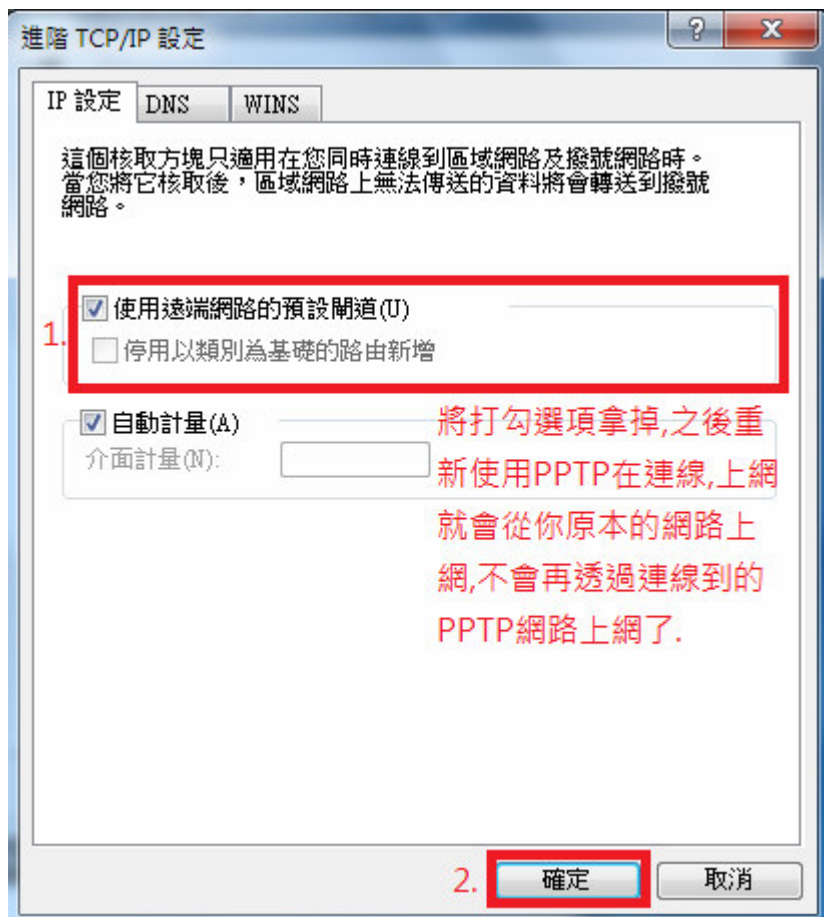 進階 TCP/IP 設定
IP 設定 DNS WINS
這個核取方塊只適用在您同時連線到區域網路及撥號網路時。
當您將它核取後，區域網路上無法傳送的資料將會轉送到撥號
網路。
使用遠端網路的預設閘道(U)
1.
停用以類別為基礎的路由新增
自動計量(A)
介面計量(N):
將打勾選項拿掉,之後重
新使用PPTP在連線,上網
就會從你原本的網路上
網,不會再透過連線到的
PPTP網路上網了.
2. 確定 取消